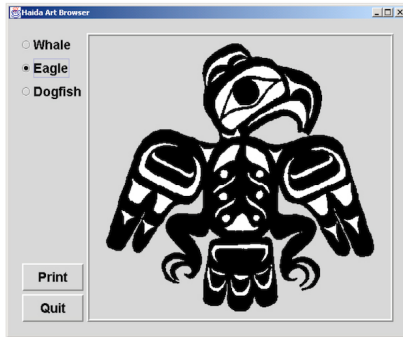 Haida Art Browser
Whale
Eagle
Dogfish
Print
Quit